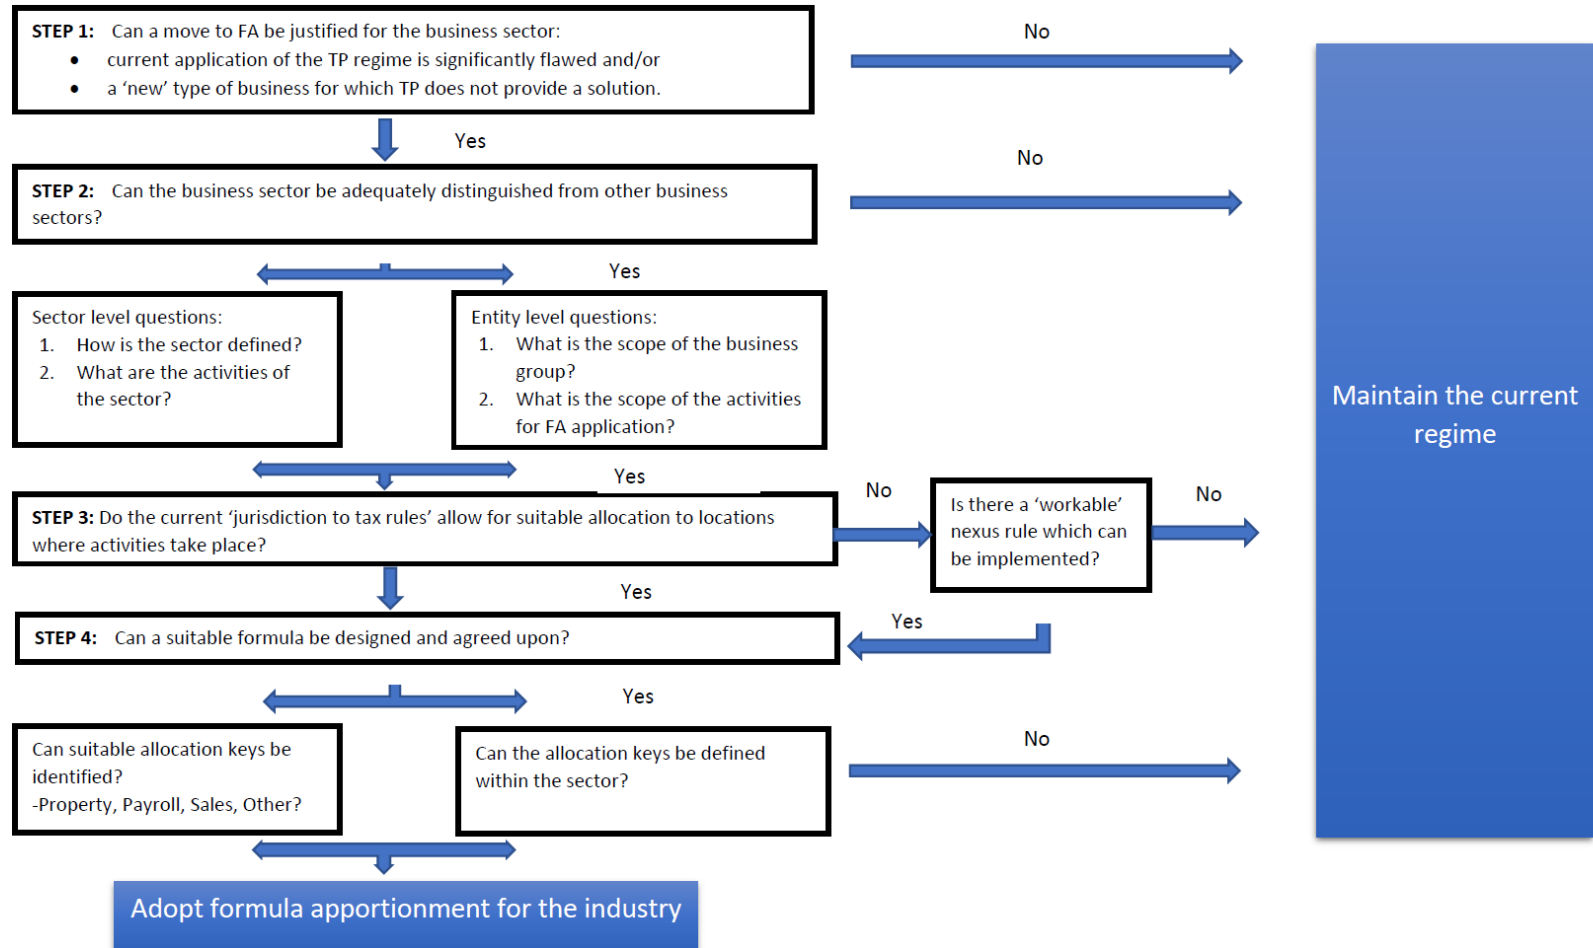 STEP 1: Can a move to FA be justified for the business sector:
• current application of the TP regime is significantly flawed and/or
• a ‘new’ type of business for which TP does not provide a solution.
No
Yes
STEP 2: Can the business sector be adequately distinguished from other business
sectors?
No
Yes
Sector level questions:
1. How is the sector defined?
2. What are the activities of
the sector?
Entity level questions:
1. What is the scope of the business
group?
2. What is the scope of the activities
for FA application?
Maintain the current
regime
Yes
STEP 3: Do the current ‘jurisdiction to tax rules’ allow for suitable allocation to locations
where activities take place?
No
Is there a ‘workable’
nexus rule which can
be implemented?
No
Yes
STEP 4: Can a suitable formula be designed and agreed upon?
Yes
Yes
Can suitable allocation keys be
identified?
-Property, Payroll, Sales, Other?
Can the allocation keys be defined
within the sector?
No
Adopt formula apportionment for the industry